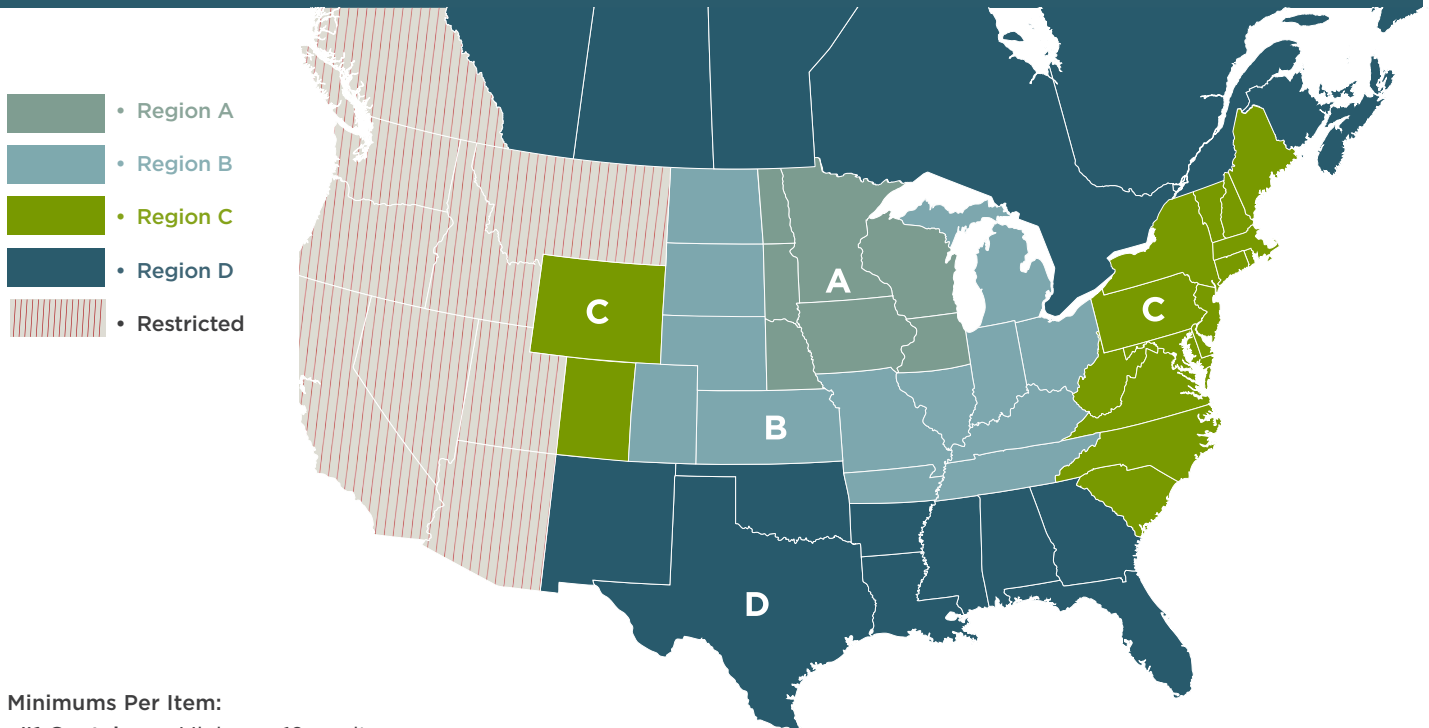 • Region A
• Region B
• Region C
• Region D
• Restricted
A
B
C
C
D
Minimums Per Item: